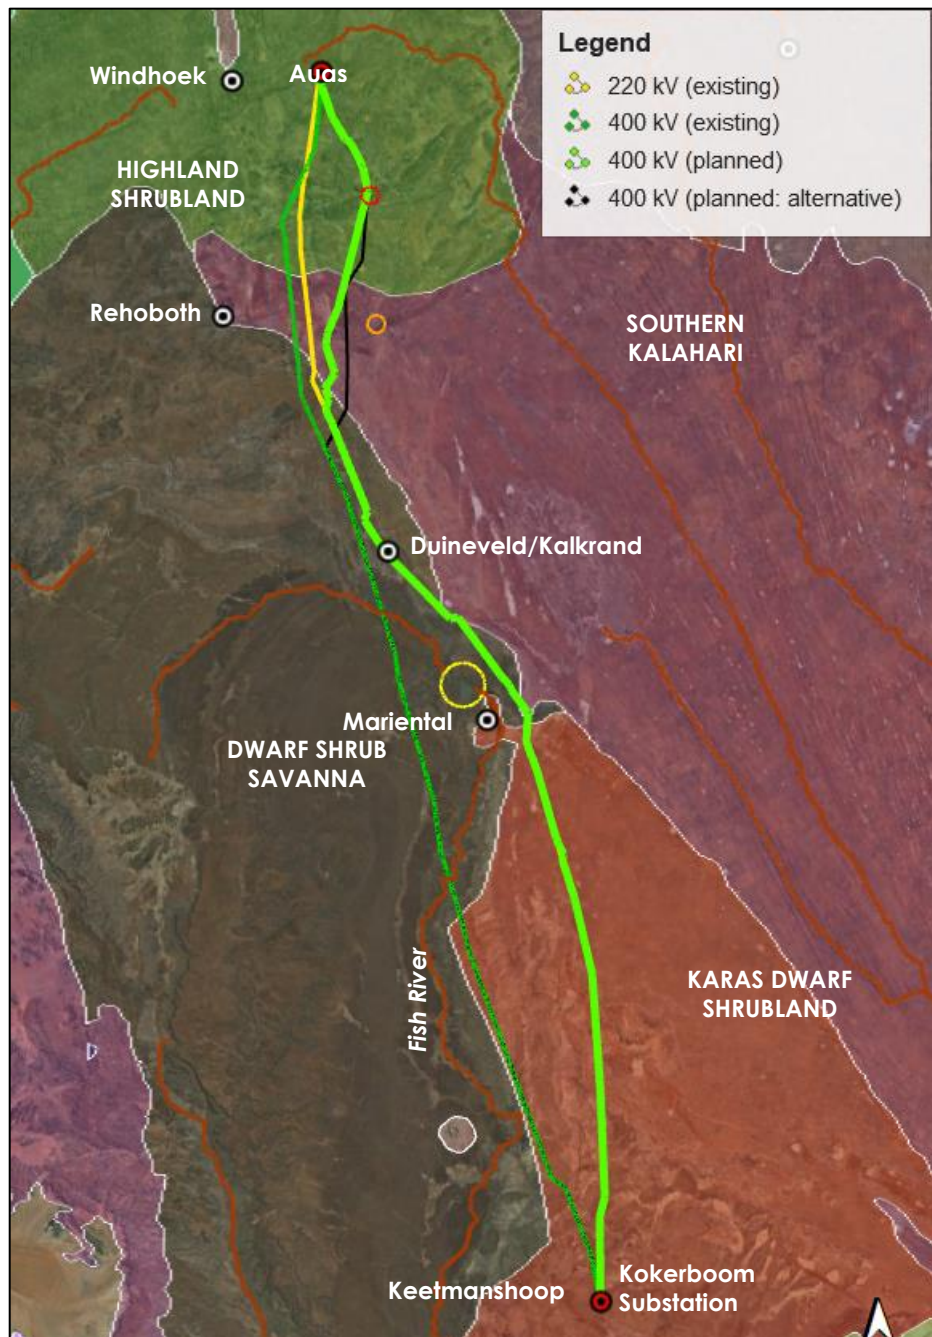 Legend
220 kV (existing)
400 kV (existing)
400 kV (planned)
400 kV (planned: alternative)
Windhoek
Auas
HIGHLAND
SHRUBLAND
Rehoboth
SOUTHERN
KALAHARI
Duineveld/Kalkrand
Mariental
DWARF SHRUB
SAVANNA
Fish River
KARAS DWARF
SHRUBLAND
Keetmanshoop
Kokerboom
Substation